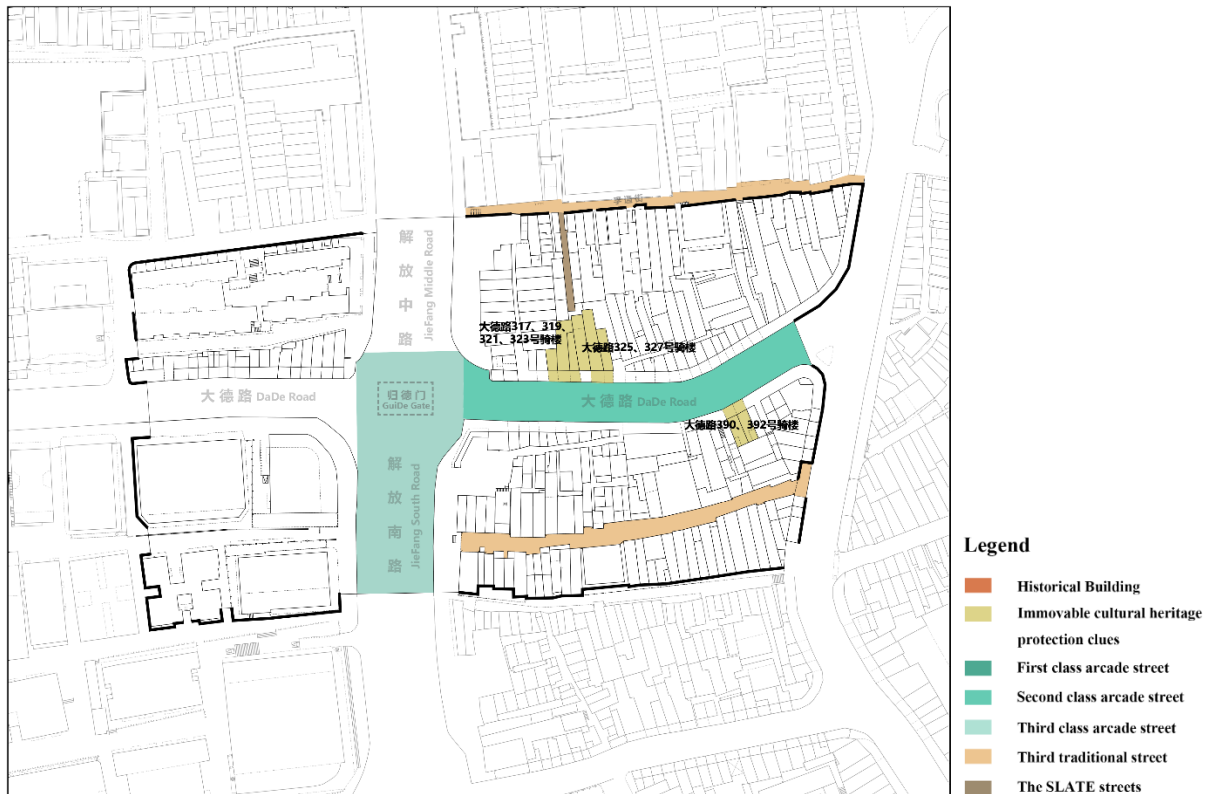 解放中路
JieFang Middle Road
大德路317、319、
321、323号骑楼
大德路325、327号骑楼
大德路 DaDe Road
归德门
GuiDe Gate
大德路 DaDe Road
大德路390、392号骑楼
解放南路
JieFang South Road
Legend
Historical Building
Immovable cultural heritage
protection clues
First class arcade street
Second class arcade street
Third class arcade street
Third traditional street
The SLATE streets